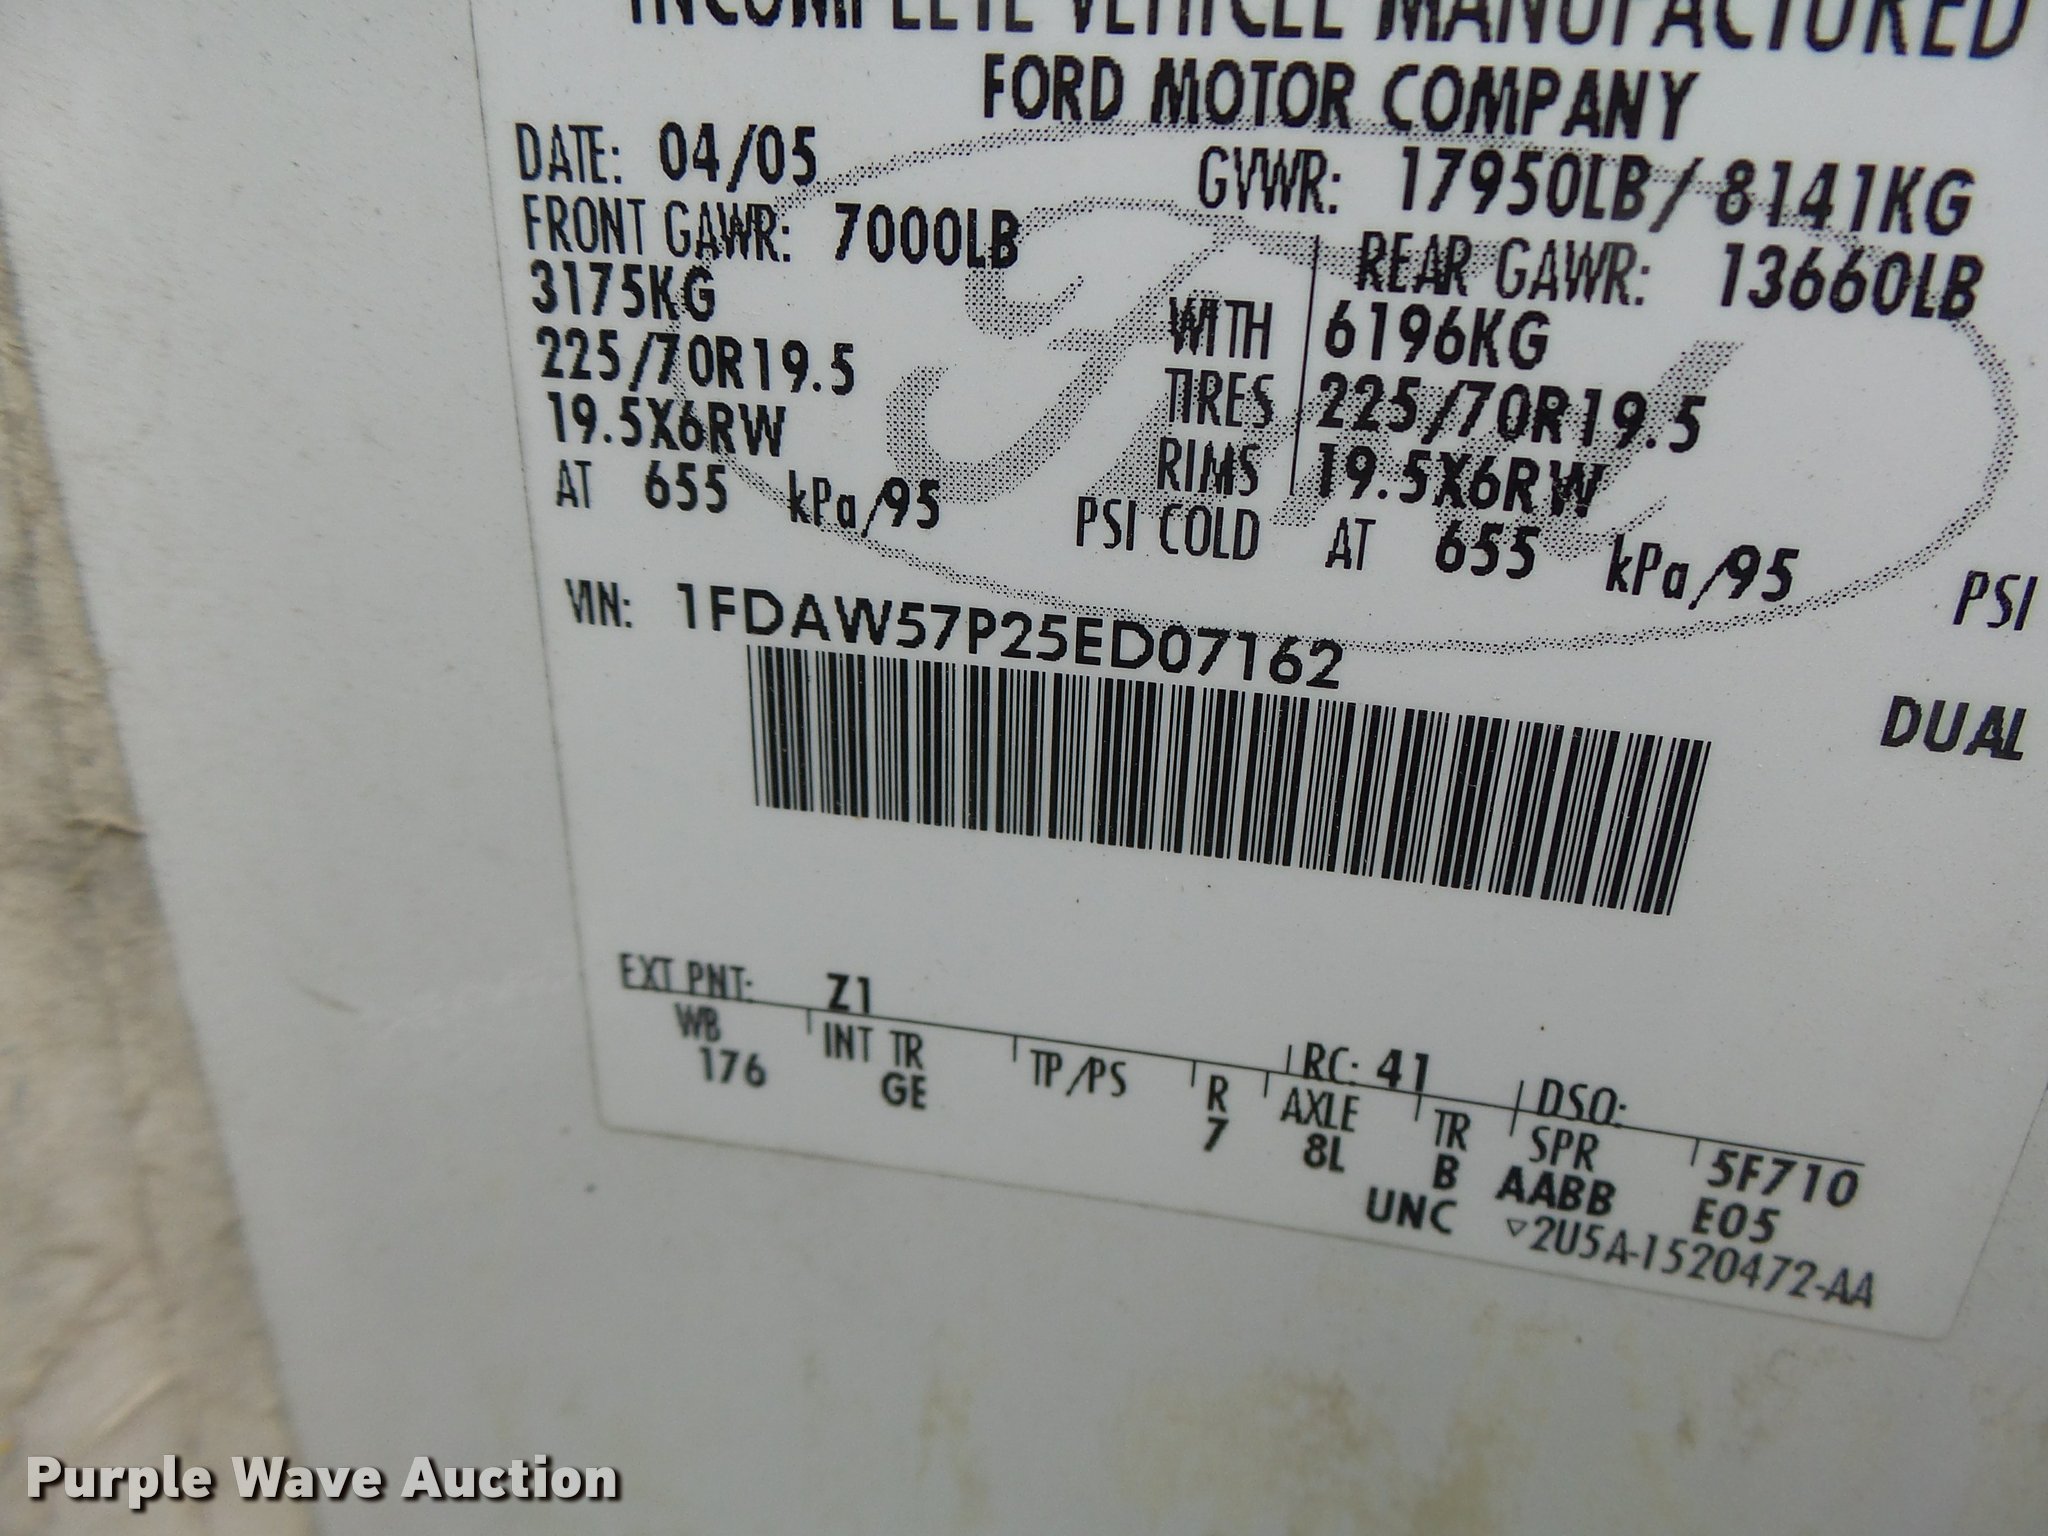 INCOMPLETE VEHICLE MANUFACTURED
FORD MOTOR COMPANY
DATE: 04/05 GVWR: 17950LB/8141KG
FRONT GAWR: 7000LB REAR GAWR: 13660LB
3175KG WITH 6196KG
225/70R19.5 TIRES 225/70R19.5
19.5X6RW RIMS 19.5X6RW
AT 655 kPa/95 PSI COLD AT 655 kPa/95 PSI
VIN: 1FDAW57P25ED07162
DUAL
EXT PNT: Z1 RC: 41 DSO:
WB INT TR TP/PS R AXLE TR SPR 5F710
176 GE 7 8L B AABB E05
UNC ▽2U5A-1520472-AA
Purple Wave Auction